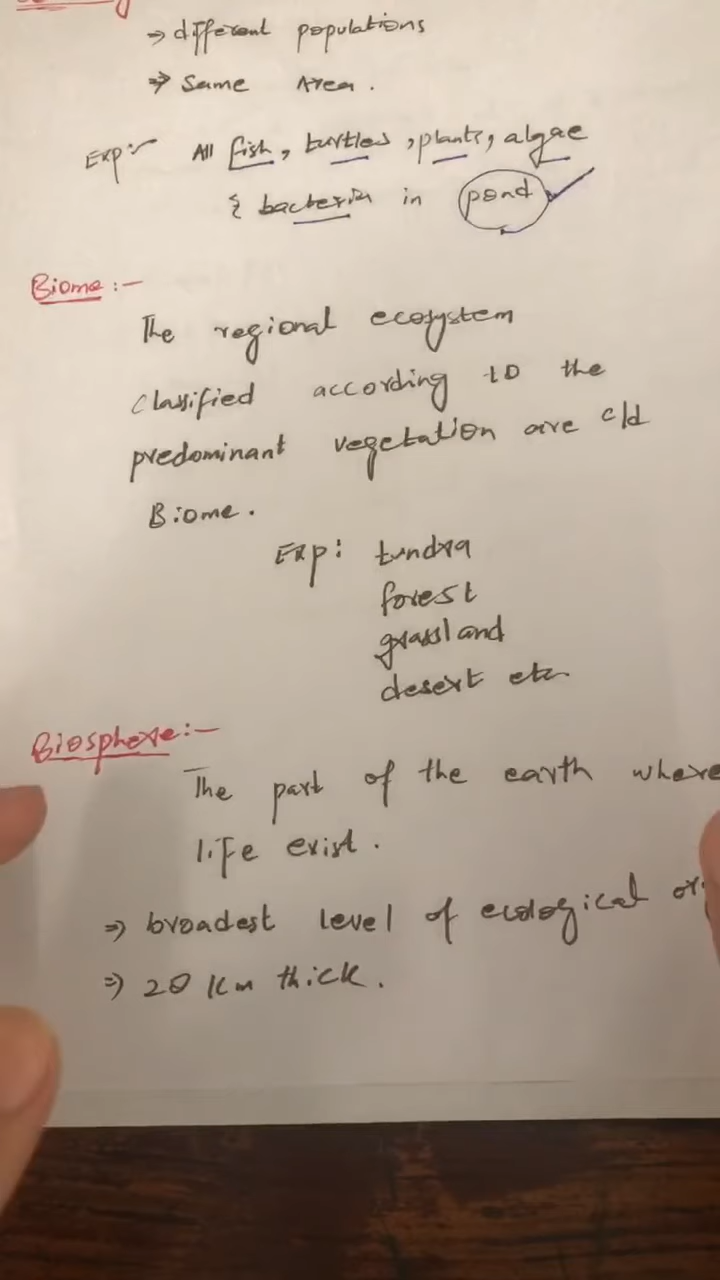 → different populations
⇒ Same Area.
Exp:- All fish, turtles, plants, algae
& bacteria in pond
Biome:-
The regional ecosystem
classified according to the
predominant vegetation are c/d
Biome.
Exp: tundra
forest
grassland
desert etc
Biosphere:-
The part of the earth where
life exist.
⇒ broadest level of ecological
⇒ 20 Km thick.